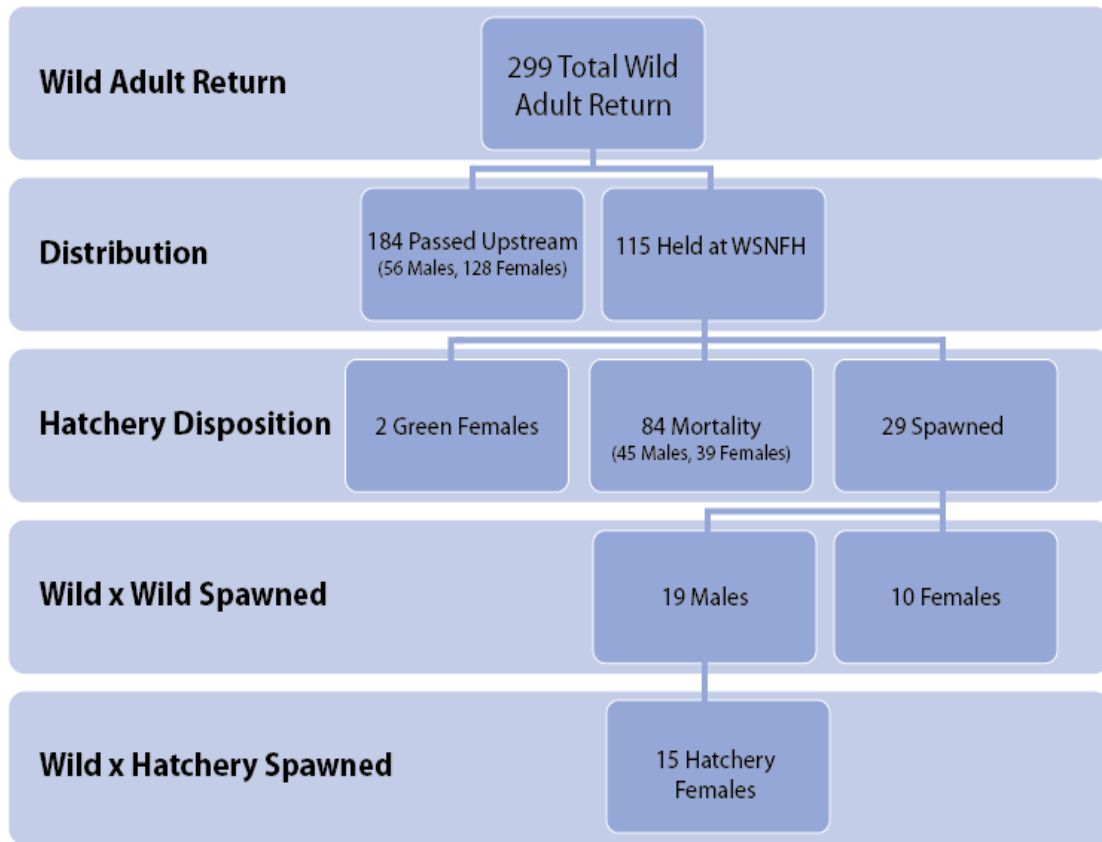 Wild Adult Return
299 Total Wild
Adult Return
Distribution
184 Passed Upstream
(56 Males, 128 Females)
115 Held at WSNFH
Hatchery Disposition
2 Green Females
84 Mortality
(45 Males, 39 Females)
29 Spawned
Wild x Wild Spawned
19 Males
10 Females
Wild x Hatchery Spawned
15 Hatchery
Females